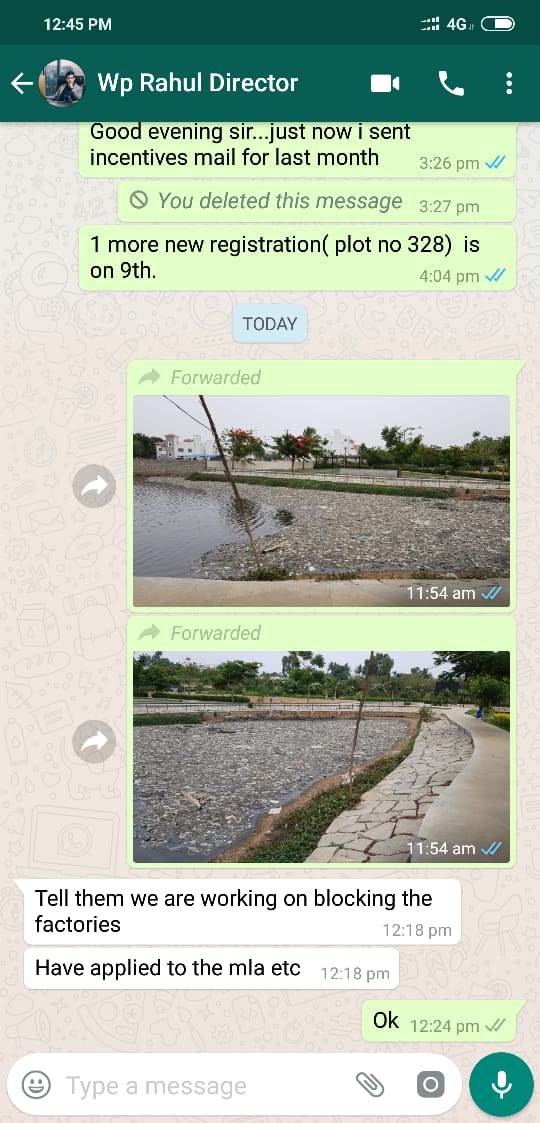 12:45 PM
4G
Wp Rahul Director
Good evening sir...just now i sent
incentives mail for last month
3:26 pm
You deleted this message
3:27 pm
1 more new registration( plot no 328)  is
on 9th.
4:04 pm
TODAY
Forwarded
11:54 am
Forwarded
11:54 am
Tell them we are working on blocking the
factories
12:18 pm
Have applied to the mla etc
12:18 pm
Ok
12:24 pm
Type a message